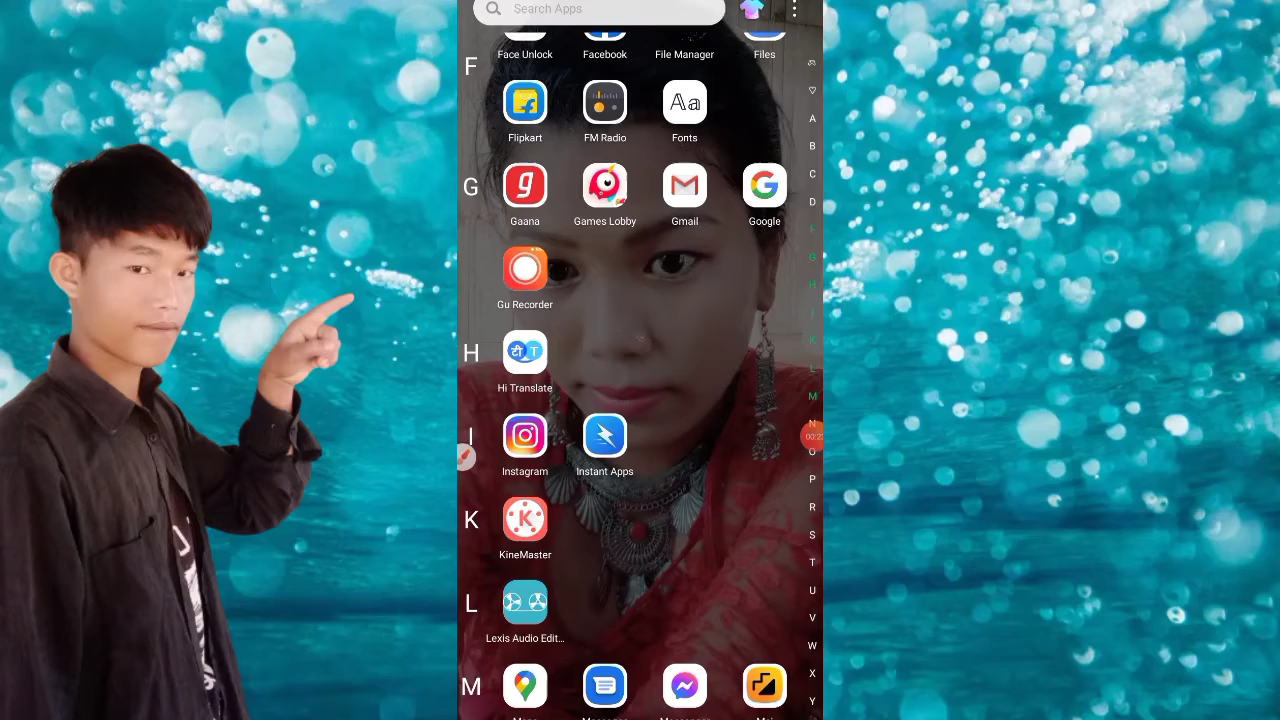 Search Apps
F
Face Unlock Facebook File Manager Files
Aa
Flipkart FM Radio Fonts
G
Gaana Games Lobby Gmail Google
Gu Recorder
H
टी T
Hi Translate
I
Instagram Instant Apps
K
K
KineMaster
L
Lexis Audio Edit...
M
A
B
C
D
G
H
K
L
M
N
O
P
R
S
T
U
V
W
X
Y